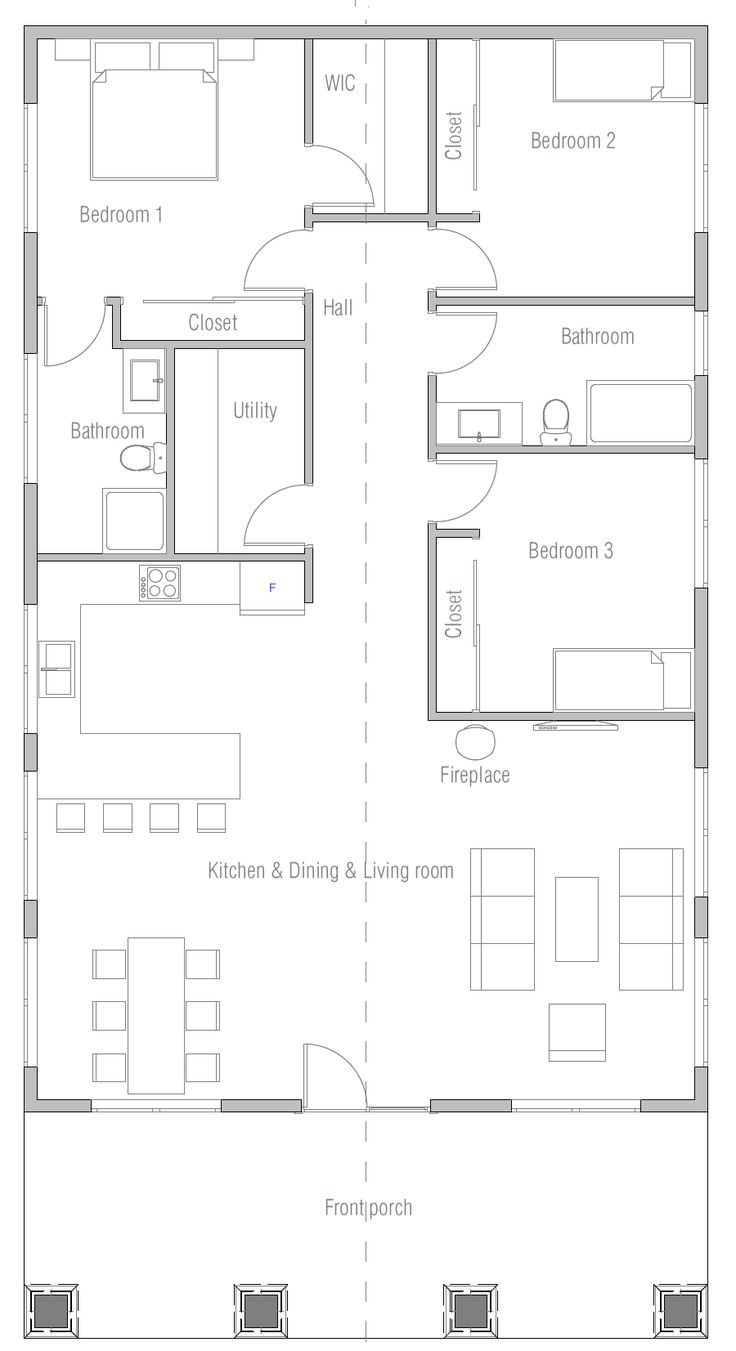 WIC
Closet
Bedroom 2
Bedroom 1
Hall
Closet
Bathroom
Utility
Bathroom
Bedroom 3
F
Closet
Fireplace
Kitchen & Dining & Living room
Front porch